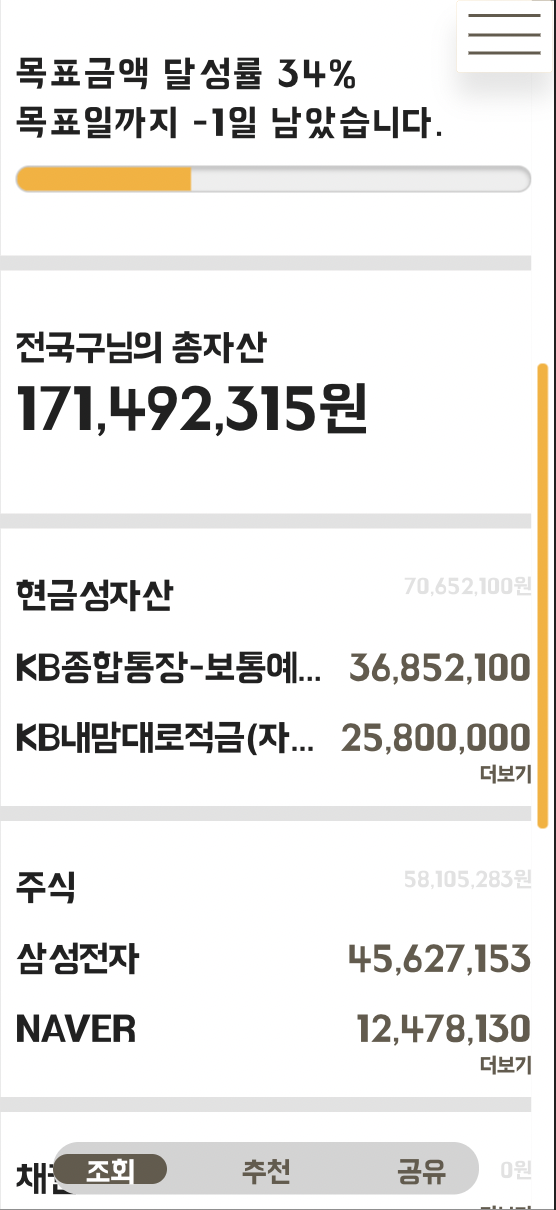 목표금액 달성률 34%
목표일까지 -1일 남았습니다.
전국구님의 총자산
171,492,315원
현금성자산 70,652,100원
KB종합통장-보통예... 36,852,100
KB내맘대로적금(자... 25,800,000
더보기
주식 58,105,283원
삼성전자 45,627,153
NAVER 12,478,130
더보기
0원
조회 추천 공유